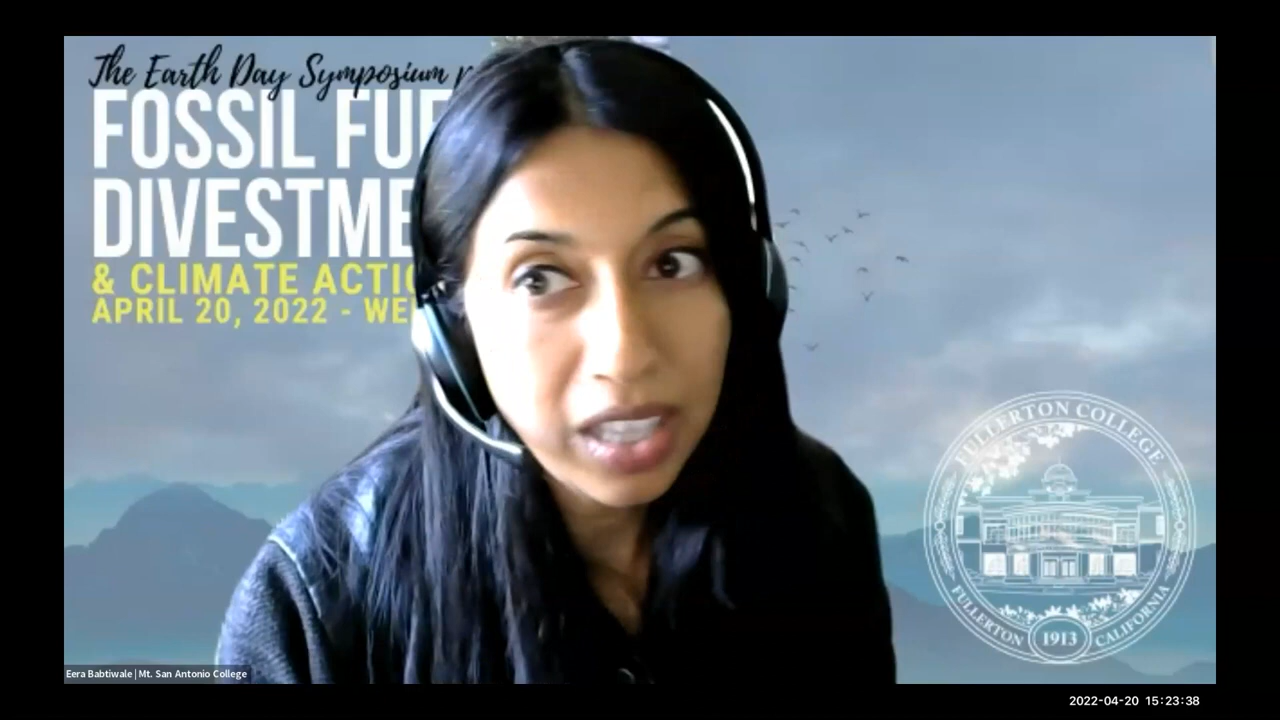 The Earth Day Symposium
FOSSIL FUE
DIVESTME
& CLIMATE ACTIO
APRIL 20, 2022 - WE
FULLERTON COLLEGE
FULLERTON
1913
CALIFORNIA
Eera Babtiwale | Mt. San Antonio College
2022-04-20 15:23:38